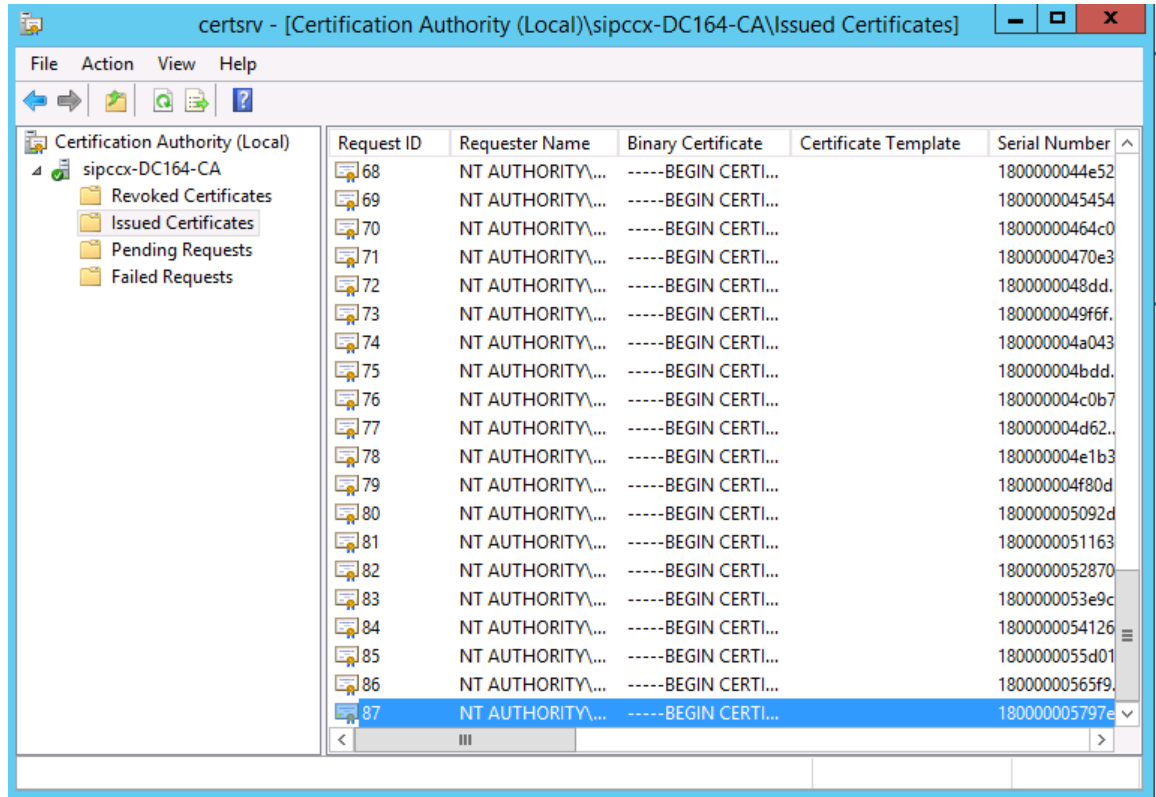 certsrv - [Certification Authority (Local)\sipccx-DC164-CA\Issued Certificates]
File Action View Help
Certification Authority (Local)
sipccx-DC164-CA
Revoked Certificates
Issued Certificates
Pending Requests
Failed Requests
Request ID Requester Name Binary Certificate Certificate Template Serial Number
68 NT AUTHORITY\... -----BEGIN CERTI... 1800000044e52
69 NT AUTHORITY\... -----BEGIN CERTI... 1800000045454
70 NT AUTHORITY\... -----BEGIN CERTI... 18000000464c0
71 NT AUTHORITY\... -----BEGIN CERTI... 18000000470e3
72 NT AUTHORITY\... -----BEGIN CERTI... 1800000048dd.
73 NT AUTHORITY\... -----BEGIN CERTI... 1800000049f6f.
74 NT AUTHORITY\... -----BEGIN CERTI... 180000004a043
75 NT AUTHORITY\... -----BEGIN CERTI... 180000004bdd.
76 NT AUTHORITY\... -----BEGIN CERTI... 180000004c0b7
77 NT AUTHORITY\... -----BEGIN CERTI... 180000004d62..
78 NT AUTHORITY\... -----BEGIN CERTI... 180000004e1b3
79 NT AUTHORITY\... -----BEGIN CERTI... 180000004f80d
80 NT AUTHORITY\... -----BEGIN CERTI... 180000005092d
81 NT AUTHORITY\... -----BEGIN CERTI... 1800000051163
82 NT AUTHORITY\... -----BEGIN CERTI... 1800000052870
83 NT AUTHORITY\... -----BEGIN CERTI... 1800000053e9c
84 NT AUTHORITY\... -----BEGIN CERTI... 1800000054126
85 NT AUTHORITY\... -----BEGIN CERTI... 1800000055d01
86 NT AUTHORITY\... -----BEGIN CERTI... 18000000565f9.
87 NT AUTHORITY\... -----BEGIN CERTI... 180000005797e